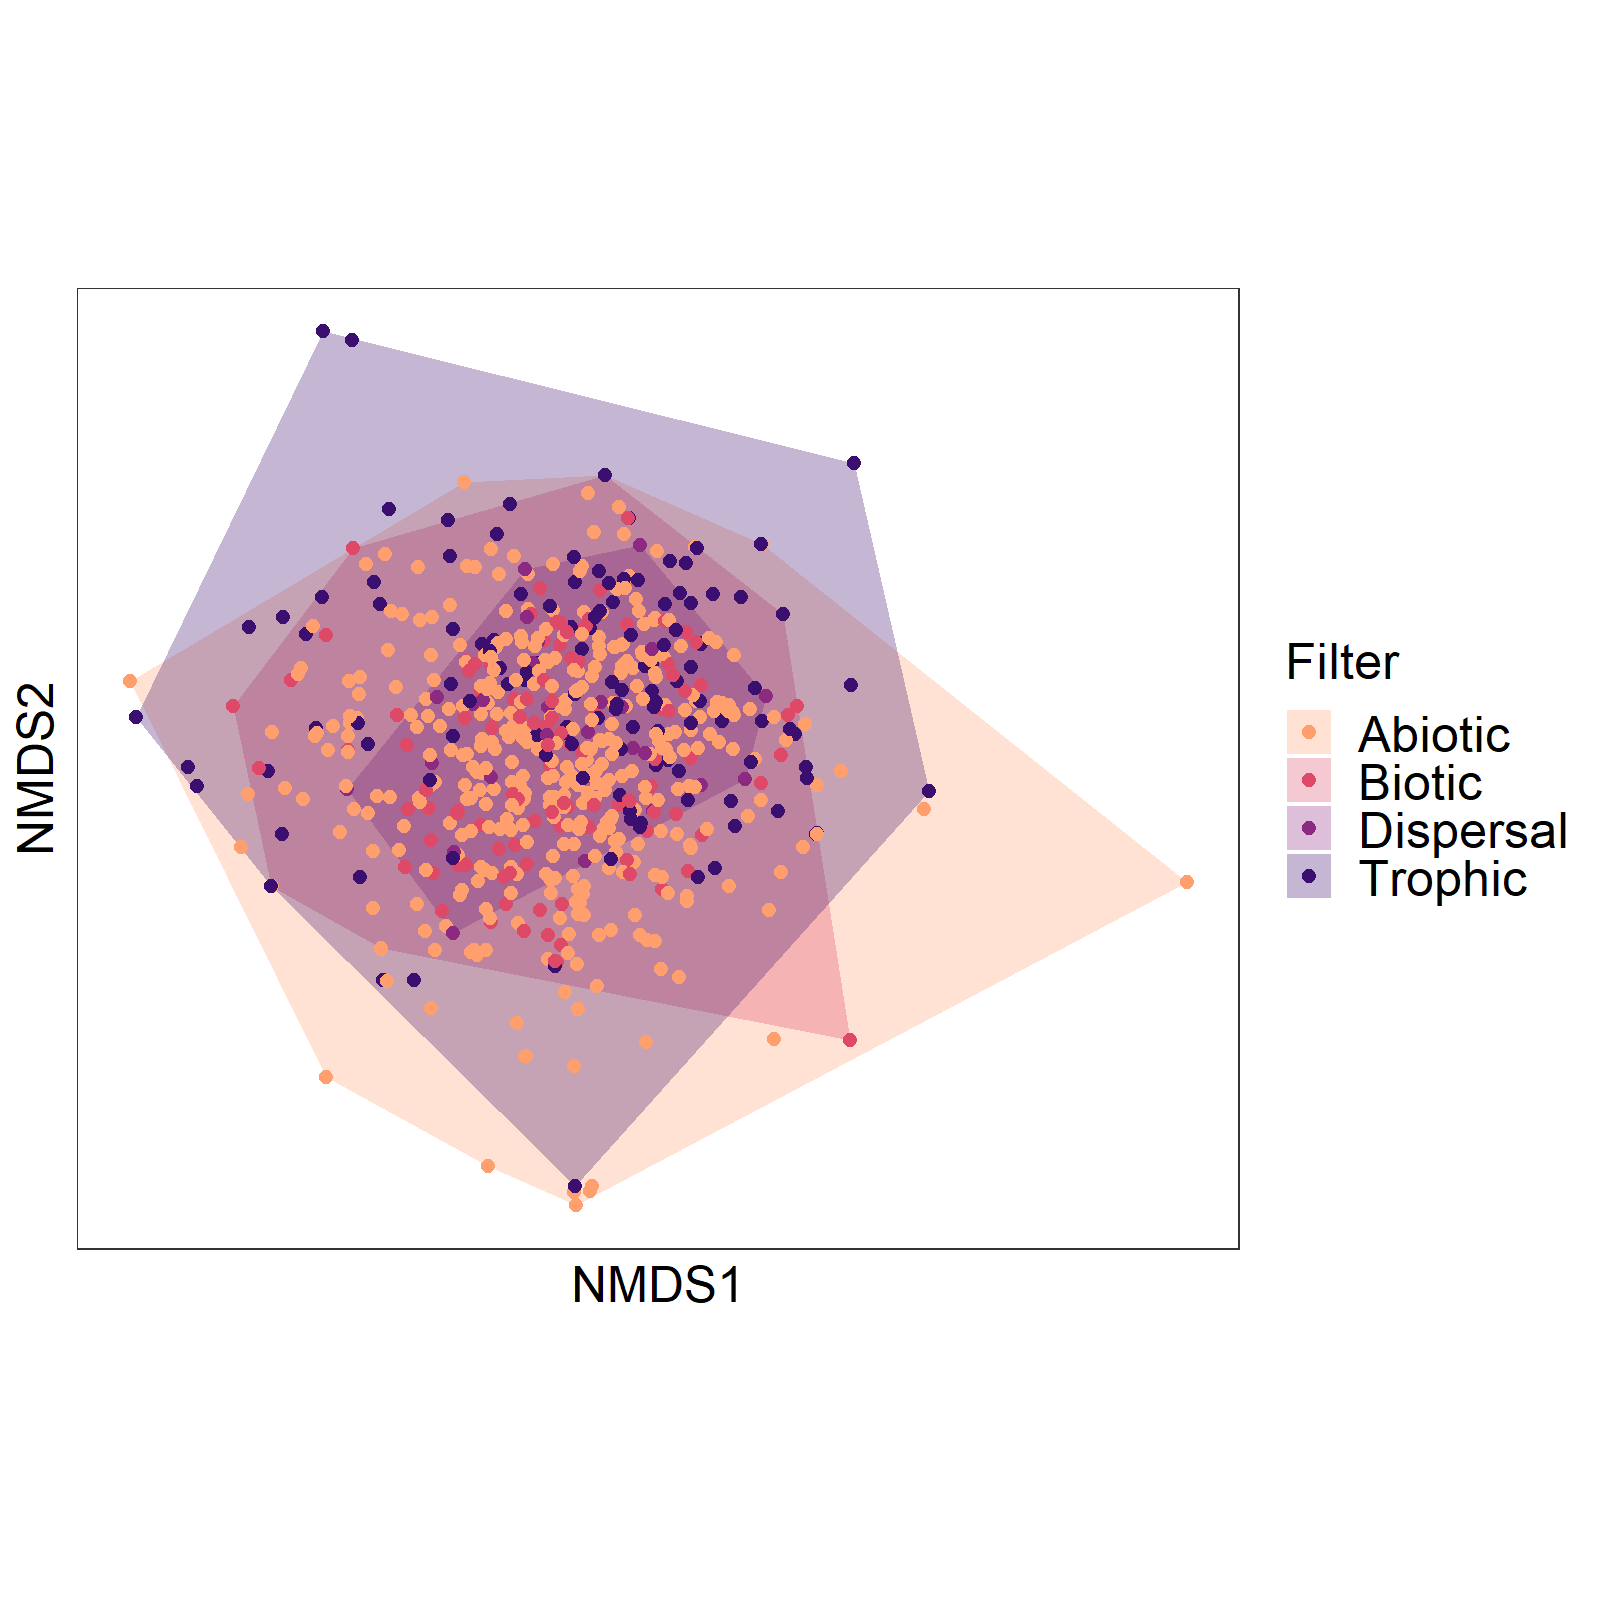 NMDS2
NMDS1
Filter
Abiotic
Biotic
Dispersal
Trophic